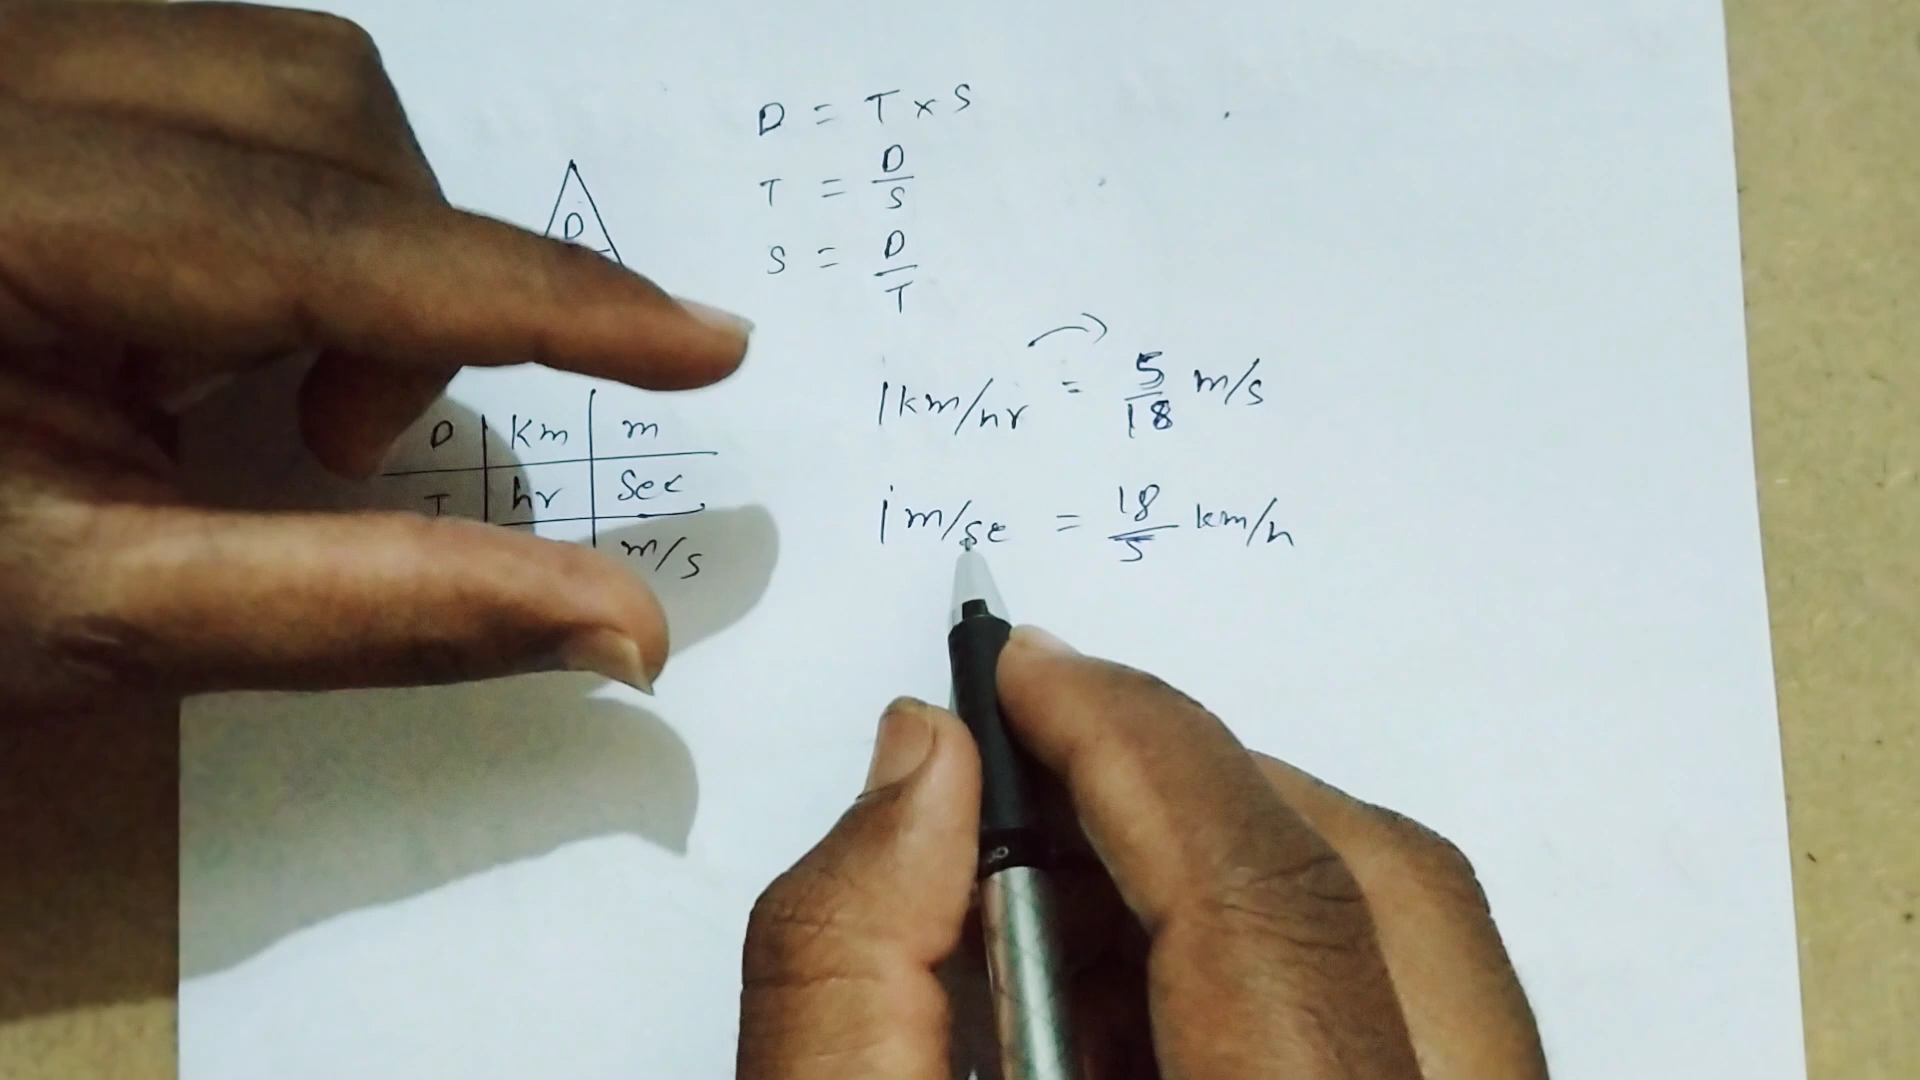 D = T × S
T = D/S
S = D/T
D
1km/hr = 5/18 m/s
D km m
T hr Sec
m/s
1m/se = 18/5 km/h